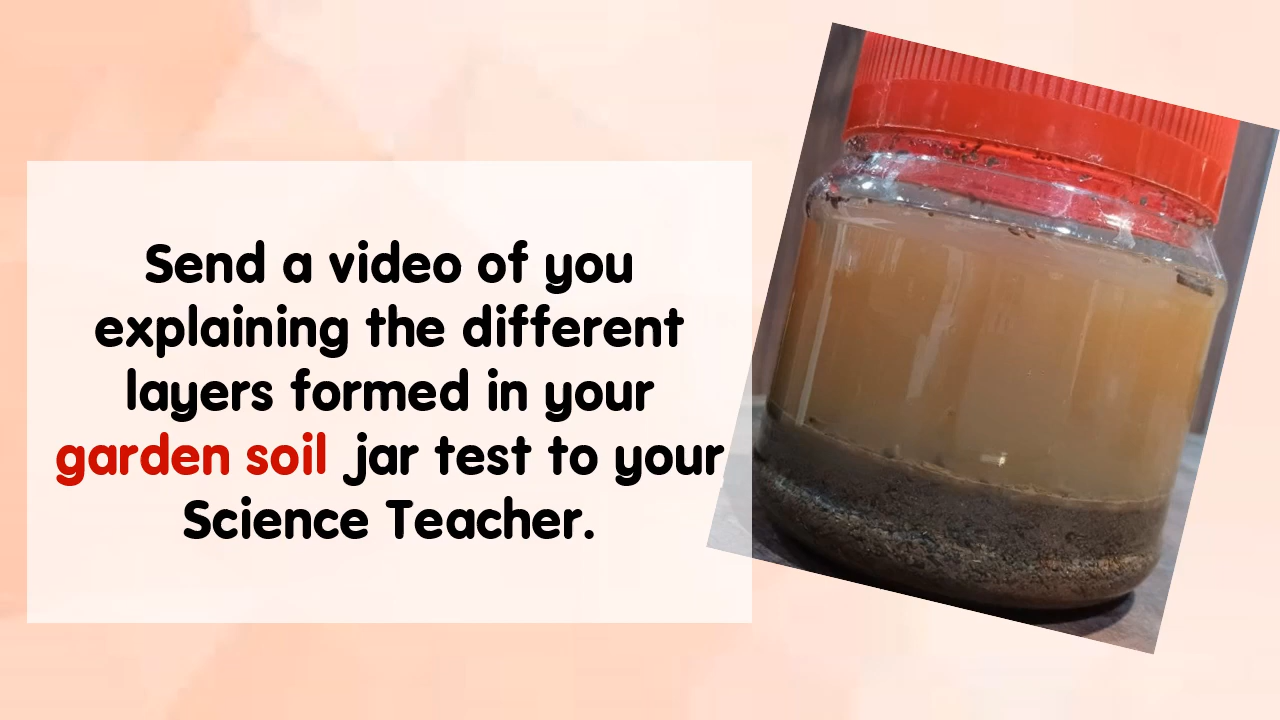 Send a video of you
explaining the different
layers formed in your
garden soil jar test to your
Science Teacher.